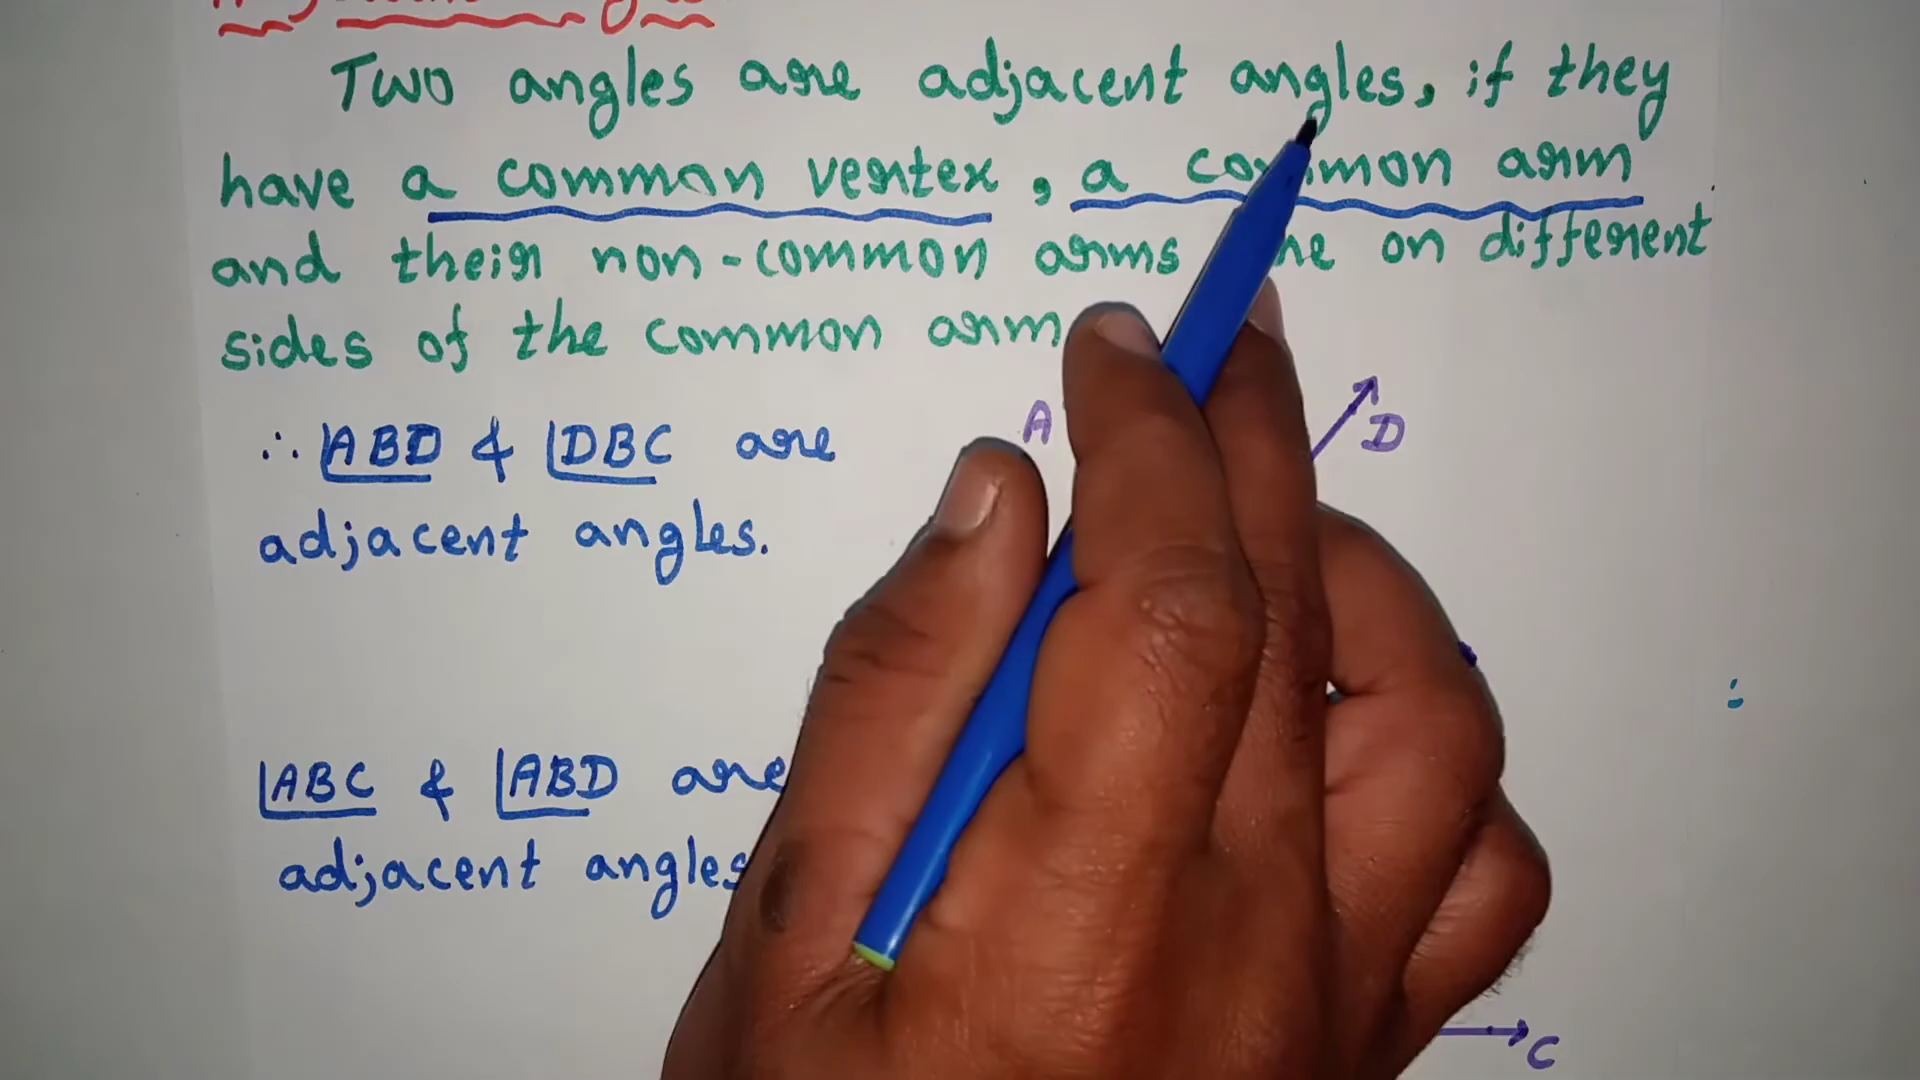 Two angles are adjacent angles, if they
have a common vertex, a common arm
and their non-common arms on different
sides of the common arm
∴ ∠ABD & ∠DBC are
adjacent angles.
A
D
∠ABC & ∠ABD are
adjacent angles
C